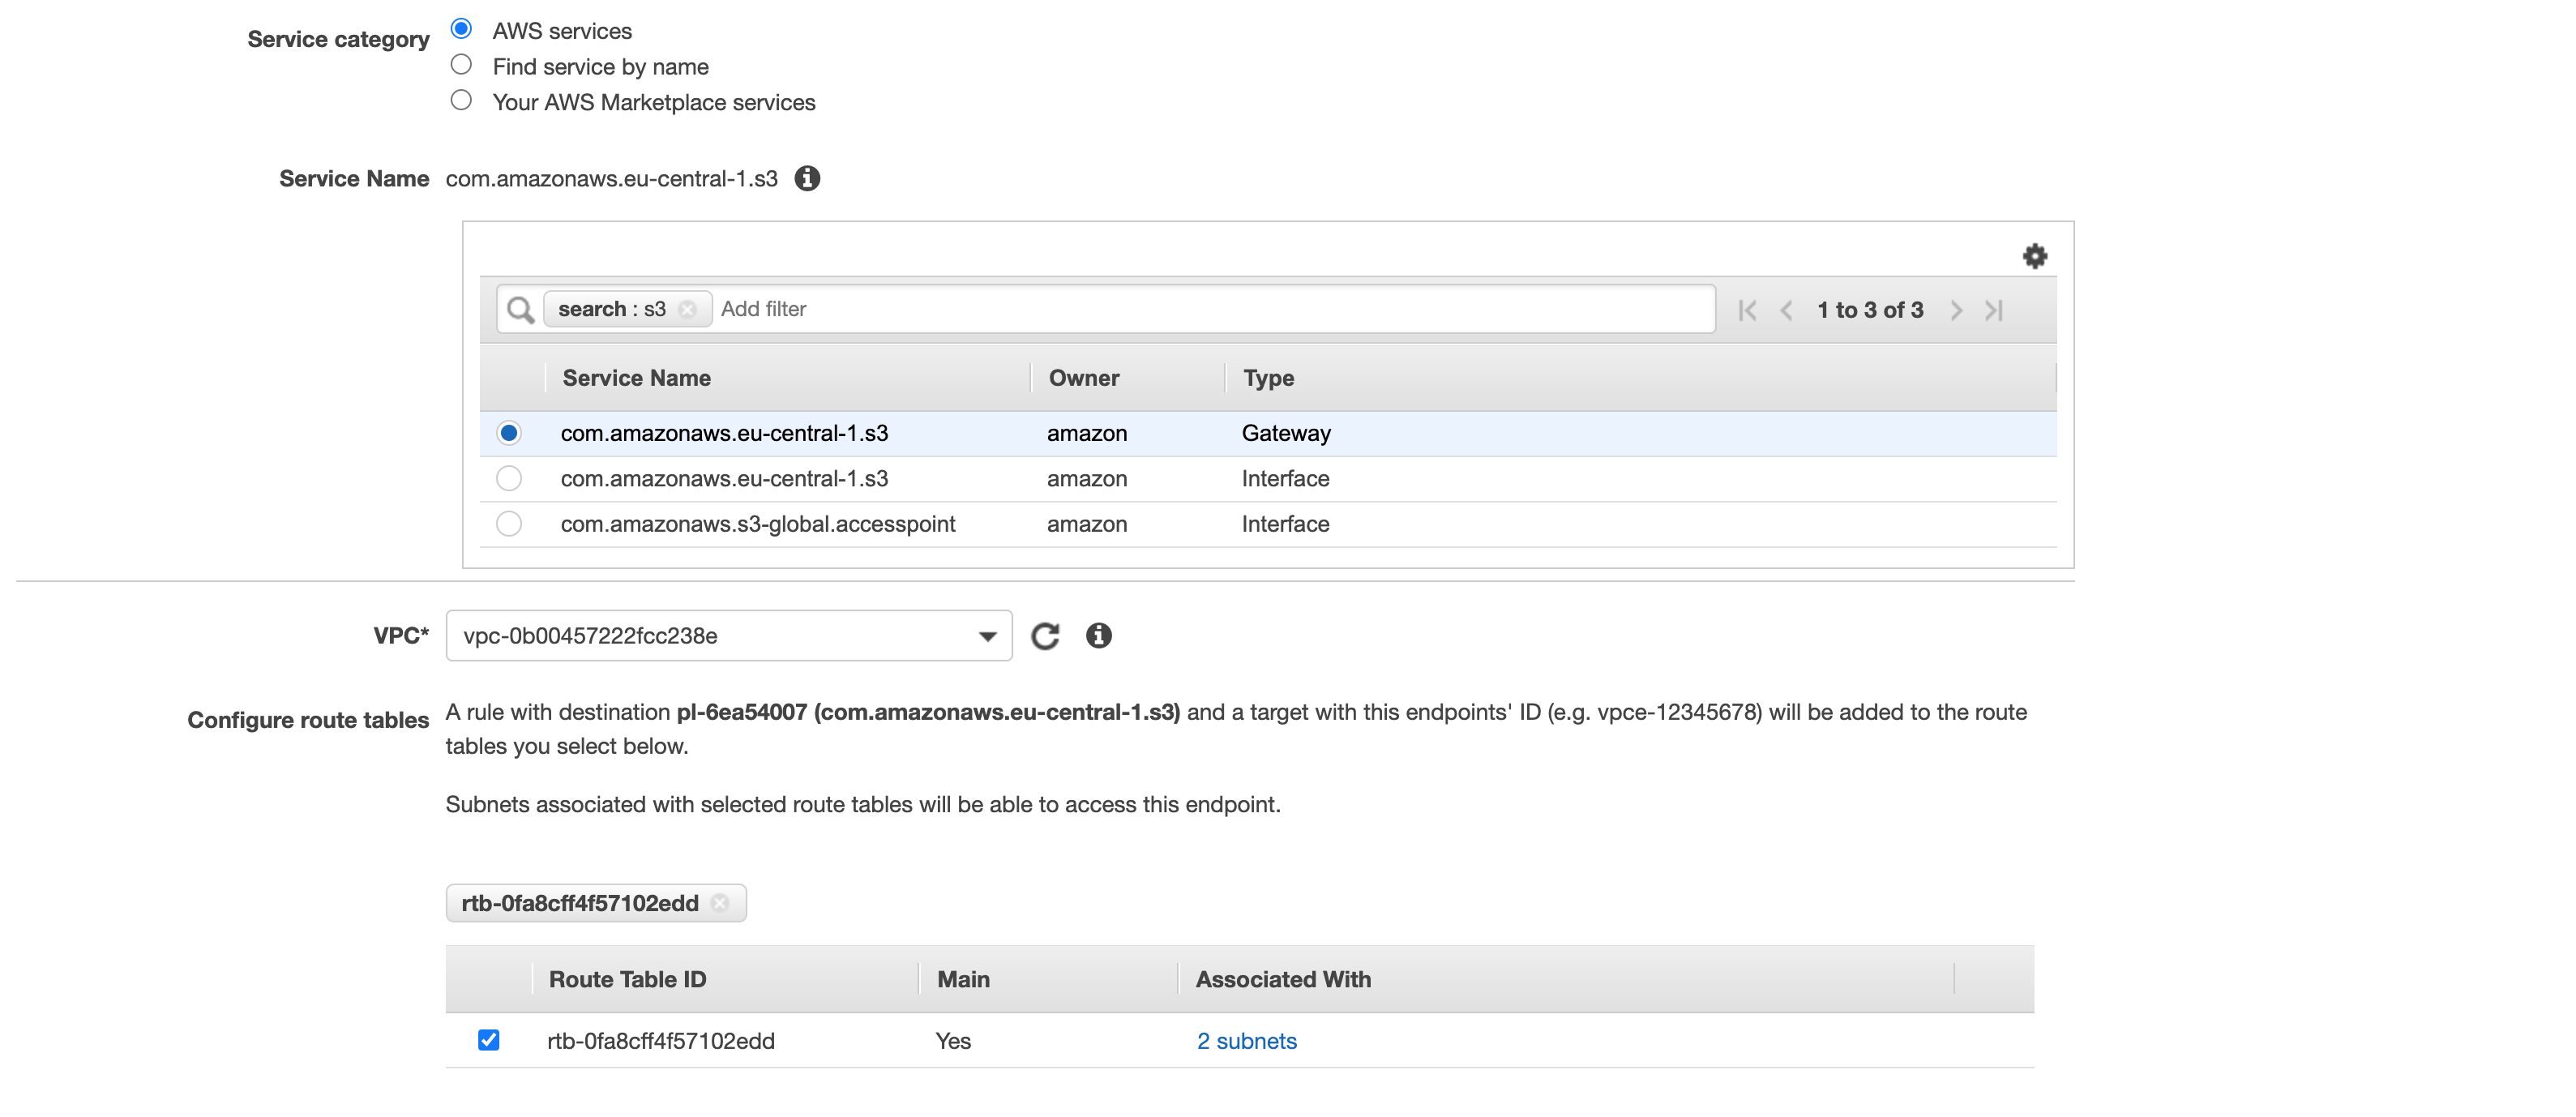 Service category
AWS services
Find service by name
Your AWS Marketplace services
Service Name com.amazonaws.eu-central-1.s3
search : s3 Add filter 1 to 3 of 3
Service Name Owner Type
com.amazonaws.eu-central-1.s3 amazon Gateway
com.amazonaws.eu-central-1.s3 amazon Interface
com.amazonaws.s3-global.accesspoint amazon Interface
VPC* vpc-0b00457222fcc238e
Configure route tables A rule with destination pl-6ea54007 (com.amazonaws.eu-central-1.s3) and a target with this endpoints' ID (e.g. vpce-12345678) will be added to the route
tables you select below.
Subnets associated with selected route tables will be able to access this endpoint.
rtb-0fa8cff4f57102edd
Route Table ID Main Associated With
rtb-0fa8cff4f57102edd Yes 2 subnets